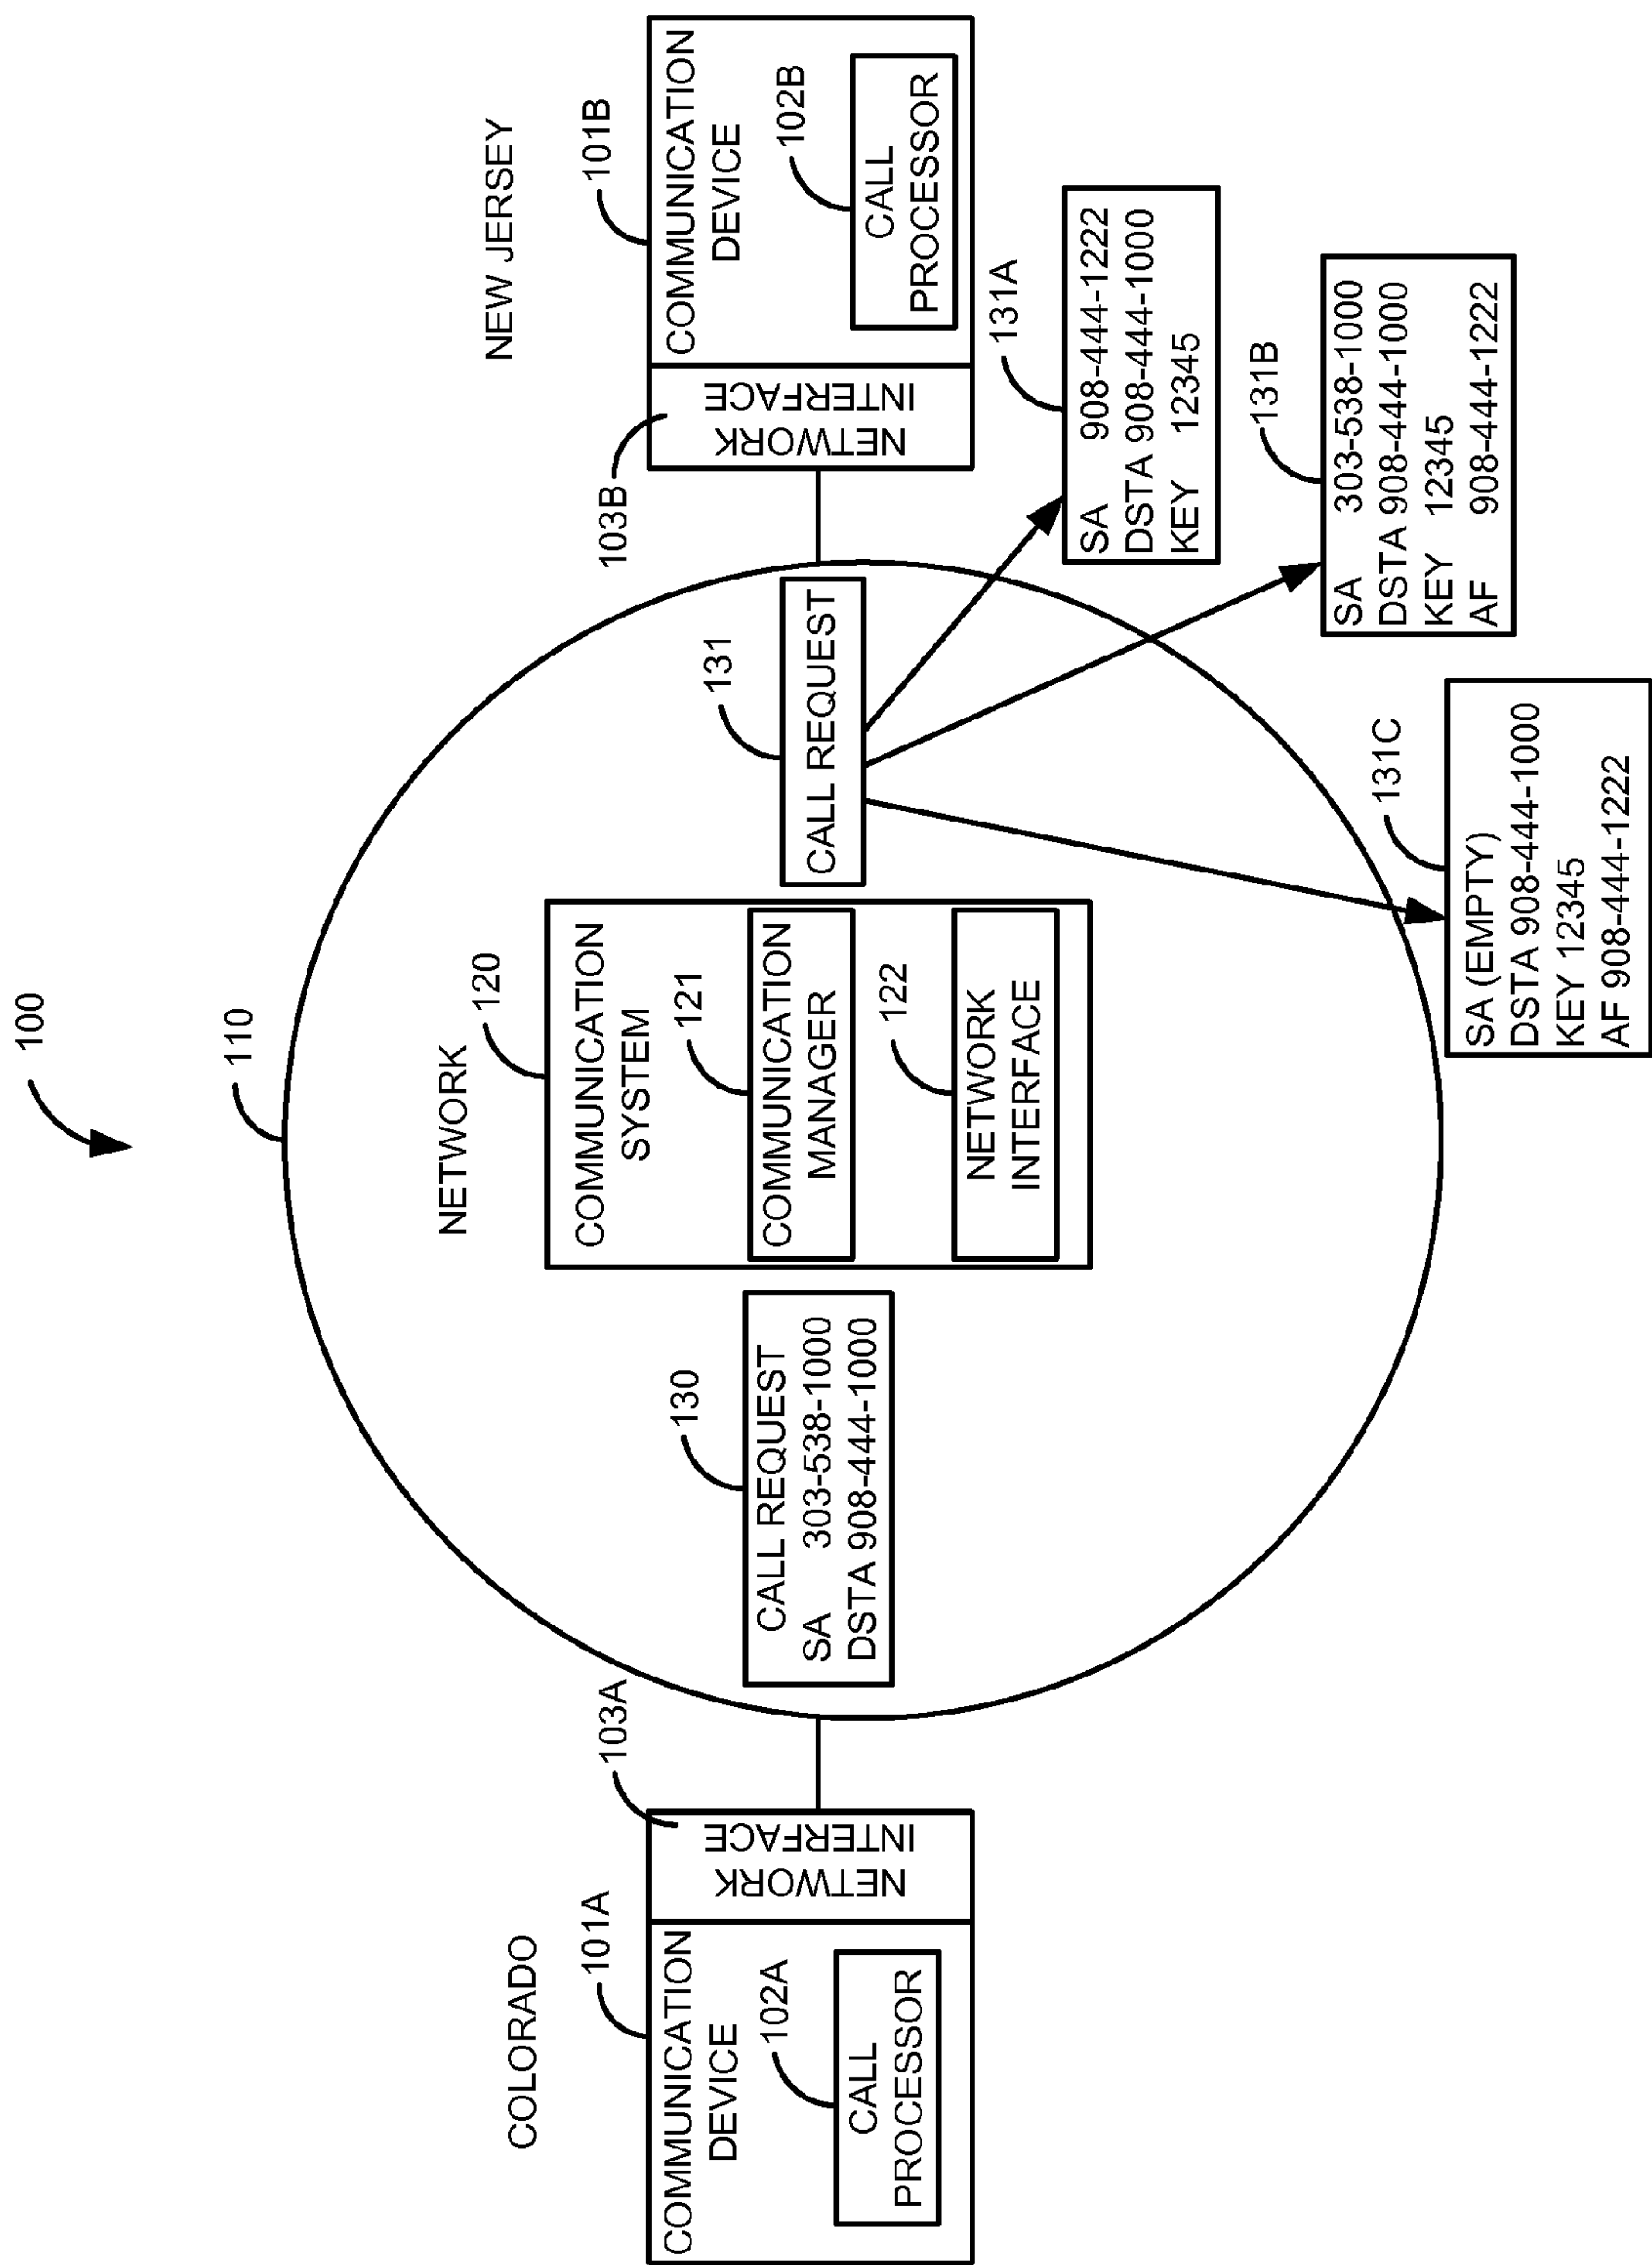 100
110
COLORADO
101A
COMMUNICATION
DEVICE
102A
CALL
PROCESSOR
103A
NETWORK
INTERFACE
NETWORK
120
COMMUNICATION
SYSTEM
121
COMMUNICATION
MANAGER
122
NETWORK
INTERFACE
130
CALL REQUEST
SA 303-538-1000
DSTA 908-444-1000
131
CALL REQUEST
NEW JERSEY
101B
COMMUNICATION
DEVICE
102B
CALL
PROCESSOR
103B
NETWORK
INTERFACE
131A
SA 908-444-1222
DSTA 908-444-1000
KEY 12345
131B
SA 303-538-1000
DSTA 908-444-1000
KEY 12345
AF 908-444-1222
131C
SA (EMPTY)
DSTA 908-444-1000
KEY 12345
AF 908-444-1222